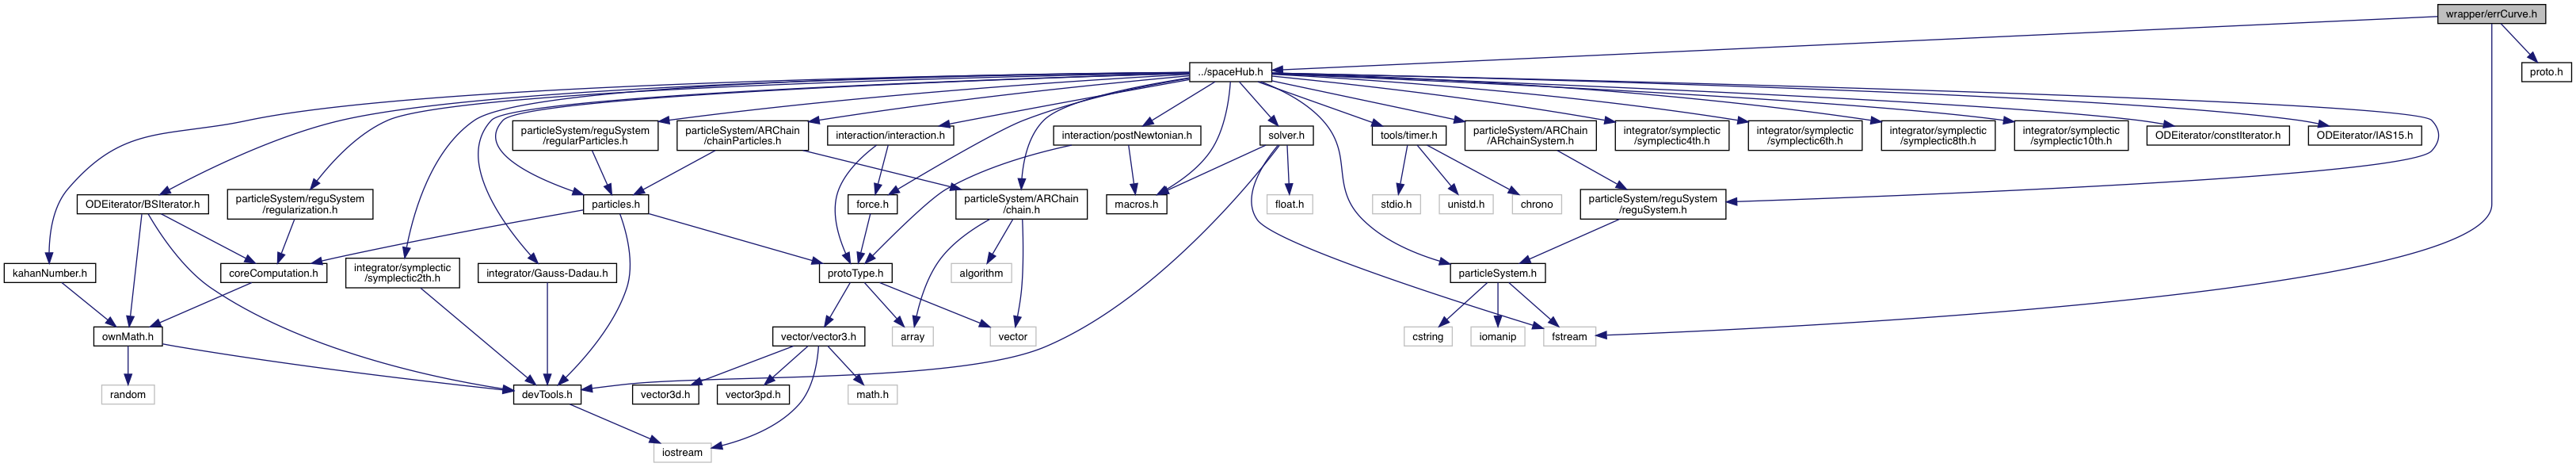 wrapper/errCurve.h
../spaceHub.h
proto.h
particleSystem/reguSystem
/regularParticles.h
particleSystem/ARChain
/chainParticles.h
interaction/interaction.h
interaction/postNewtonian.h
solver.h
tools/timer.h
particleSystem/ARChain
/ARchainSystem.h
integrator/symplectic
/symplectic4th.h
integrator/symplectic
/symplectic6th.h
integrator/symplectic
/symplectic8th.h
integrator/symplectic
/symplectic10th.h
ODEiterator/constIterator.h
ODEiterator/IAS15.h
ODEiterator/BSIterator.h
particleSystem/reguSystem
/regularization.h
particles.h
force.h
particleSystem/ARChain
/chain.h
macros.h
float.h
stdio.h
unistd.h
chrono
particleSystem/reguSystem
/reguSystem.h
kahanNumber.h
coreComputation.h
integrator/symplectic
/symplectic2th.h
integrator/Gauss-Dadau.h
protoType.h
algorithm
particleSystem.h
ownMath.h
vector/vector3.h
array
vector
cstring
iomanip
fstream
random
devTools.h
vector3d.h
vector3pd.h
math.h
iostream